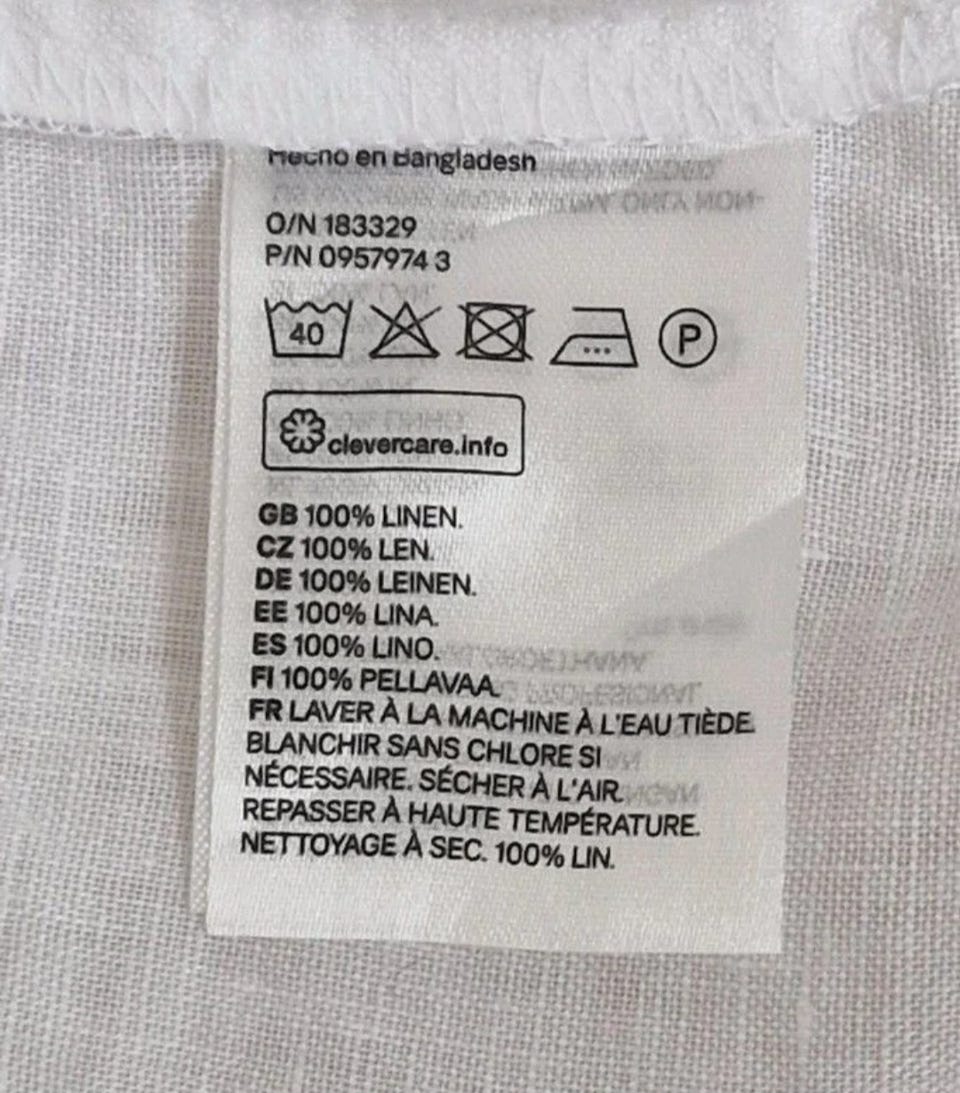 Hecho en Bangladesh
O/N 183329
P/N 0957974 3
40
P
clevercare.info
GB 100% LINEN.
CZ 100% LEN.
DE 100% LEINEN.
EE 100% LINA.
ES 100% LINO.
FI 100% PELLAVAA.
FR LAVER À LA MACHINE À L'EAU TIÈDE.
BLANCHIR SANS CHLORE SI
NÉCESSAIRE. SÉCHER À L'AIR.
REPASSER À HAUTE TEMPÉRATURE.
NETTOYAGE À SEC. 100% LIN.